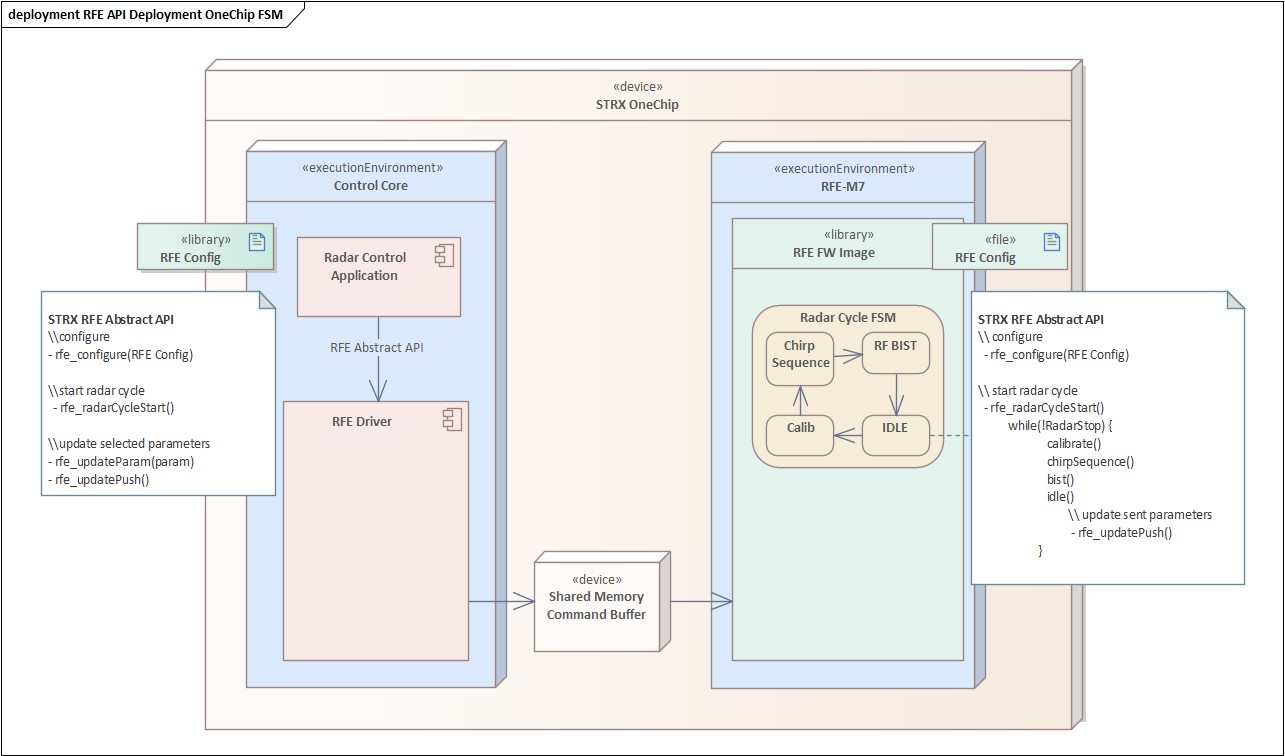 deployment RFE API Deployment OneChip FSM
«device»
STRX OneChip
«executionEnvironment»
Control Core
«library»
RFE Config
Radar Control
Application
STRX RFE Abstract API
\\configure
- rfe_configure(RFE Config)
\\start radar cycle
- rfe_radarCycleStart()
\\update selected parameters
- rfe_updateParam(param)
- rfe_updatePush()
RFE Abstract API
RFE Driver
«device»
Shared Memory
Command Buffer
«executionEnvironment»
RFE-M7
«library»
RFE FW Image
«file»
RFE Config
Radar Cycle FSM
Chirp
Sequence
RF BIST
Calib
IDLE
STRX RFE Abstract API
\\ configure
- rfe_configure(RFE Config)
\\ start radar cycle
- rfe_radarCycleStart()
while(!RadarStop) {
calibrate()
chirpSequence()
bist()
idle()
\\ update sent parameters
- rfe_updatePush()
}